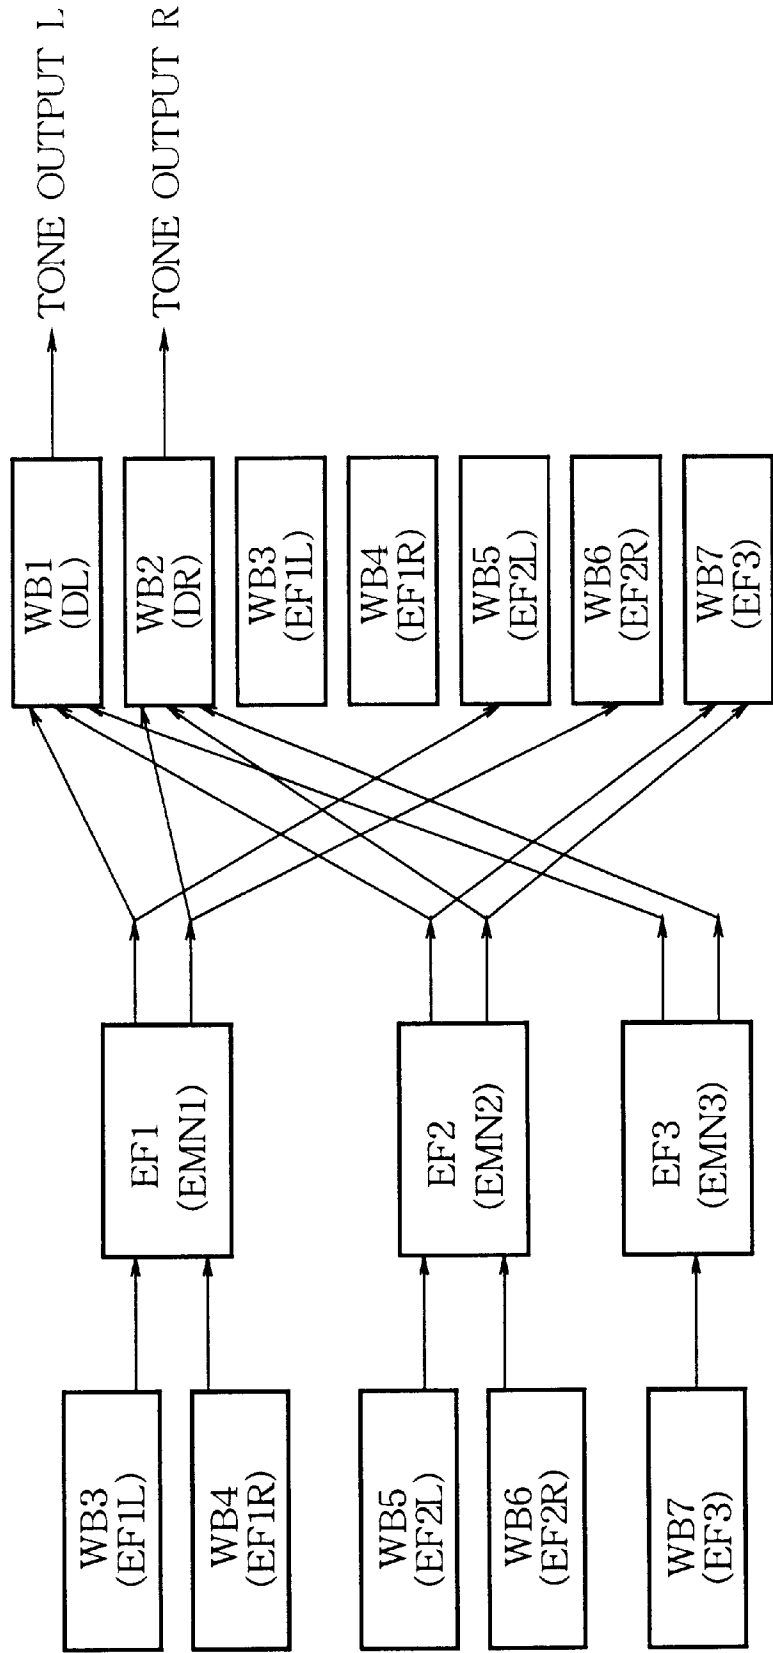 WB3
(EF1L)
WB4
(EF1R)
WB5
(EF2L)
WB6
(EF2R)
WB7
(EF3)
EF1
(EMN1)
EF2
(EMN2)
EF3
(EMN3)
WB1
(DL)
WB2
(DR)
WB3
(EF1L)
WB4
(EF1R)
WB5
(EF2L)
WB6
(EF2R)
WB7
(EF3)
TONE OUTPUT L
TONE OUTPUT R